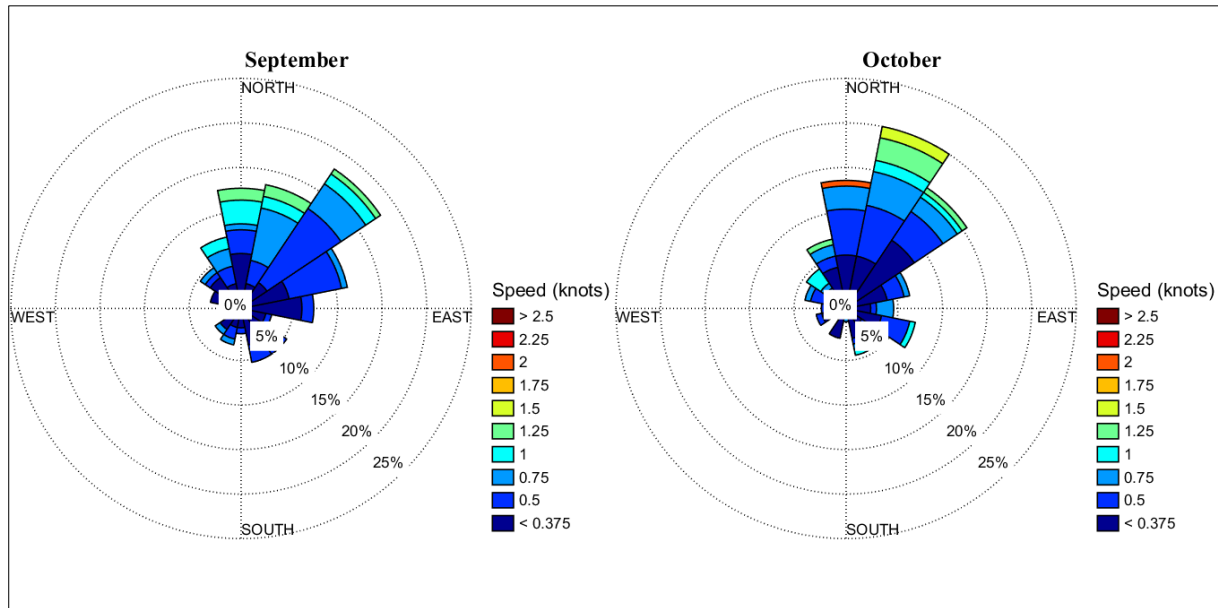 September
NORTH
WEST
EAST
SOUTH
0%
5%
10%
15%
20%
25%
Speed (knots)
> 2.5
2.25
2
1.75
1.5
1.25
1
0.75
0.5
< 0.375
October
NORTH
WEST
EAST
SOUTH
0%
5%
10%
15%
20%
25%
Speed (knots)
> 2.5
2.25
2
1.75
1.5
1.25
1
0.75
0.5
< 0.375